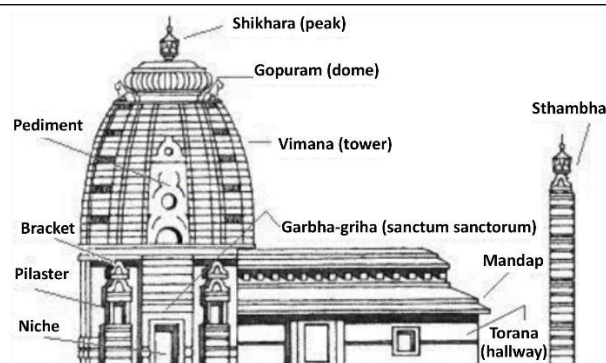 Shikhara (peak)
Gopuram (dome)
Sthambha
Pediment
Vimana (tower)
Bracket
Garbha-griha (sanctum sanctorum)
Mandap
Pilaster
Niche
Torana
(hallway)